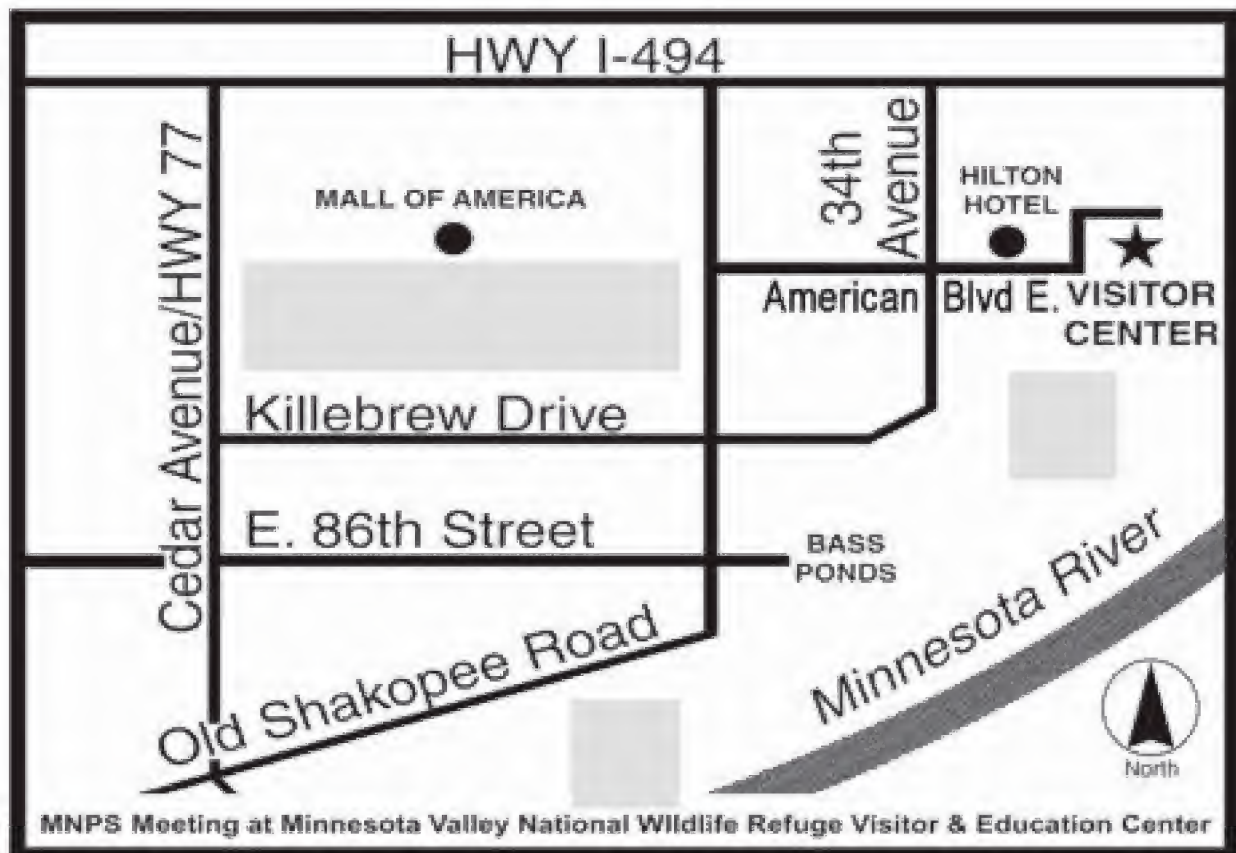 HWY I-494
Cedar Avenue/HWY 77
MALL OF AMERICA
34th
Avenue
HILTON
HOTEL
American Blvd E.
VISITOR
CENTER
Killebrew Drive
E. 86th Street
BASS
PONDS
Old Shakopee Road
Minnesota River
North
MNPS Meeting at Minnesota Valley National Wildlife Refuge Visitor & Education Center